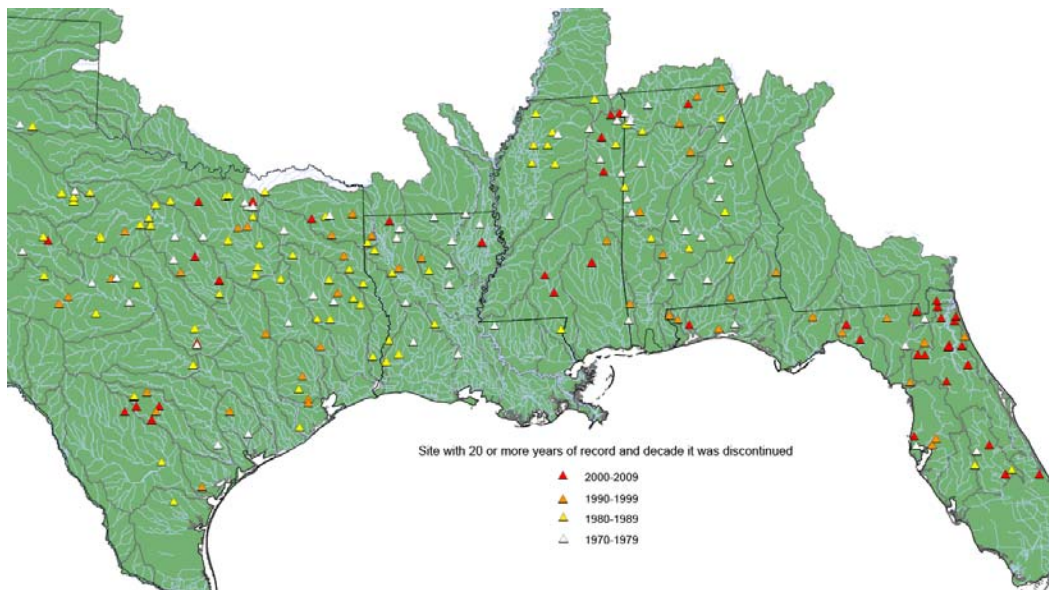 Site with 20 or more years of record and decade it was discontinued
2000-2009
1990-1999
1980-1989
1970-1979